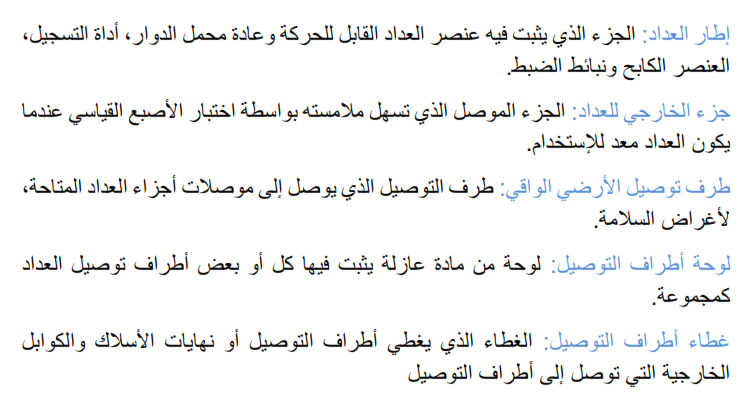 إطار العداد: الجزء الذي يثبت فيه عنصر العداد القابل للحركة وعادة محمل الدوار، أداة التسجيل،
العنصر الكابح ونبائط الضبط.
جزء الخارجي للعداد: الجزء الموصل الذي تسهل ملامسته بواسطة اختبار الأصبع القياسي عندما
يكون العداد معد للإستخدام.
طرف توصيل الأرضي الواقي: طرف التوصيل الذي يوصل إلى موصلات أجزاء العداد المتاحة،
لأغراض السلامة.
لوحة أطراف التوصيل: لوحة من مادة عازلة يثبت فيها كل أو بعض أطراف توصيل العداد
كمجموعة.
غطاء أطراف التوصيل: الغطاء الذي يغطي أطراف التوصيل أو نهايات الأسلاك والكوابل
الخارجية التي توصل إلى أطراف التوصيل